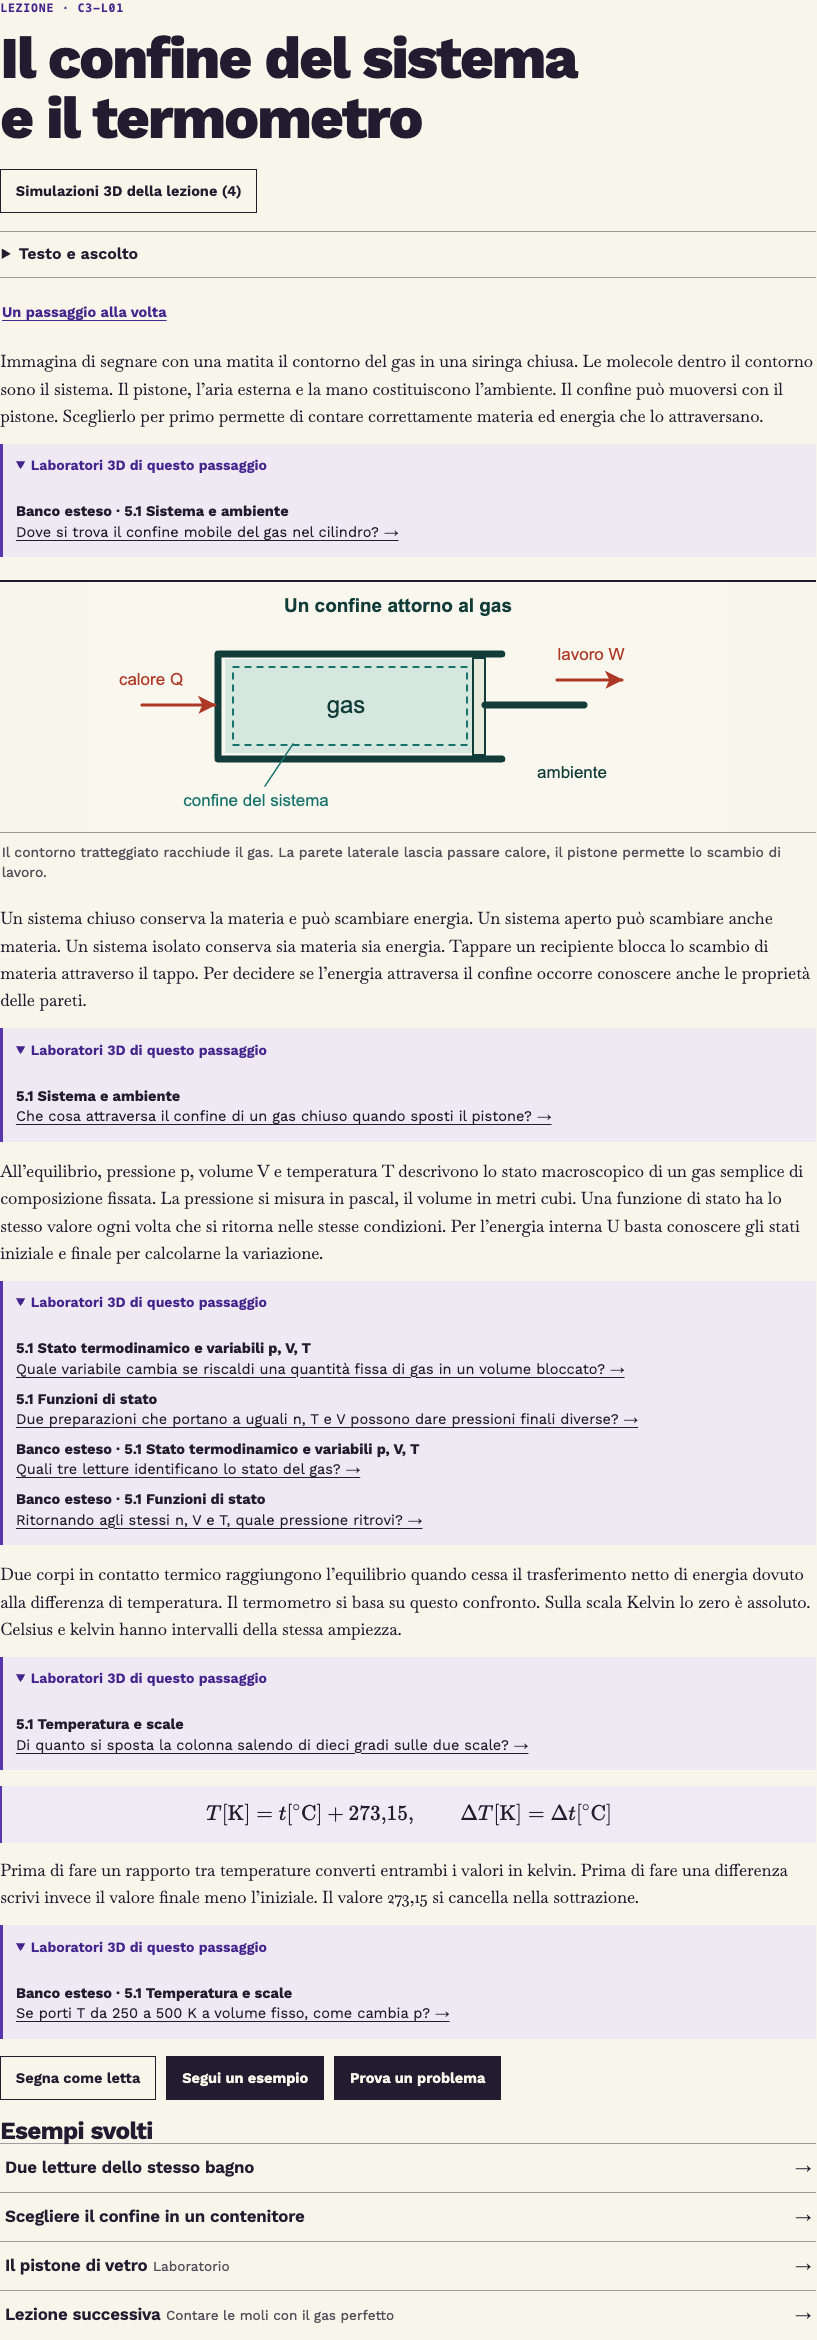 LEZIONE · C3–L01
Il confine del sistema
e il termometro
Simulazioni 3D della lezione (4)
▶ Testo e ascolto
Un passaggio alla volta
Immagina di segnare con una matita il contorno del gas in una siringa chiusa. Le molecole dentro il contorno
sono il sistema. Il pistone, l’aria esterna e la mano costituiscono l’ambiente. Il confine può muoversi con il
pistone. Sceglierlo per primo permette di contare correttamente materia ed energia che lo attraversano.
▼ Laboratori 3D di questo passaggio
Banco esteso · 5.1 Sistema e ambiente
Dove si trova il confine mobile del gas nel cilindro? →
Un confine attorno al gas
lavoro W
calore Q
gas
ambiente
confine del sistema
Il contorno tratteggiato racchiude il gas. La parete laterale lascia passare calore, il pistone permette lo scambio di
lavoro.
Un sistema chiuso conserva la materia e può scambiare energia. Un sistema aperto può scambiare anche
materia. Un sistema isolato conserva sia materia sia energia. Tappare un recipiente blocca lo scambio di
materia attraverso il tappo. Per decidere se l’energia attraversa il confine occorre conoscere anche le proprietà
delle pareti.
▼ Laboratori 3D di questo passaggio
5.1 Sistema e ambiente
Che cosa attraversa il confine di un gas chiuso quando sposti il pistone? →
All’equilibrio, pressione p, volume V e temperatura T descrivono lo stato macroscopico di un gas semplice di
composizione fissata. La pressione si misura in pascal, il volume in metri cubi. Una funzione di stato ha lo
stesso valore ogni volta che si ritorna nelle stesse condizioni. Per l’energia interna U basta conoscere gli stati
iniziale e finale per calcolarne la variazione.
▼ Laboratori 3D di questo passaggio
5.1 Stato termodinamico e variabili p, V, T
Quale variabile cambia se riscaldi una quantità fissa di gas in un volume bloccato? →
5.1 Funzioni di stato
Due preparazioni che portano a uguali n, T e V possono dare pressioni finali diverse? →
Banco esteso · 5.1 Stato termodinamico e variabili p, V, T
Quali tre letture identificano lo stato del gas? →
Banco esteso · 5.1 Funzioni di stato
Ritornando agli stessi n, V e T, quale pressione ritrovi? →
Due corpi in contatto termico raggiungono l’equilibrio quando cessa il trasferimento netto di energia dovuto
alla differenza di temperatura. Il termometro si basa su questo confronto. Sulla scala Kelvin lo zero è assoluto.
Celsius e kelvin hanno intervalli della stessa ampiezza.
▼ Laboratori 3D di questo passaggio
5.1 Temperatura e scale
Di quanto si sposta la colonna salendo di dieci gradi sulle due scale? →
T[K] = t[°C] + 273,15, ΔT[K] = Δt[°C]
Prima di fare un rapporto tra temperature converti entrambi i valori in kelvin. Prima di fare una differenza
scrivi invece il valore finale meno l’iniziale. Il valore 273,15 si cancella nella sottrazione.
▼ Laboratori 3D di questo passaggio
Banco esteso · 5.1 Temperatura e scale
Se porti T da 250 a 500 K a volume fisso, come cambia p? →
Segna come letta Segui un esempio Prova un problema
Esempi svolti
Due letture dello stesso bagno →
Scegliere il confine in un contenitore →
Il pistone di vetro Laboratorio →
Lezione successiva Contare le moli con il gas perfetto →